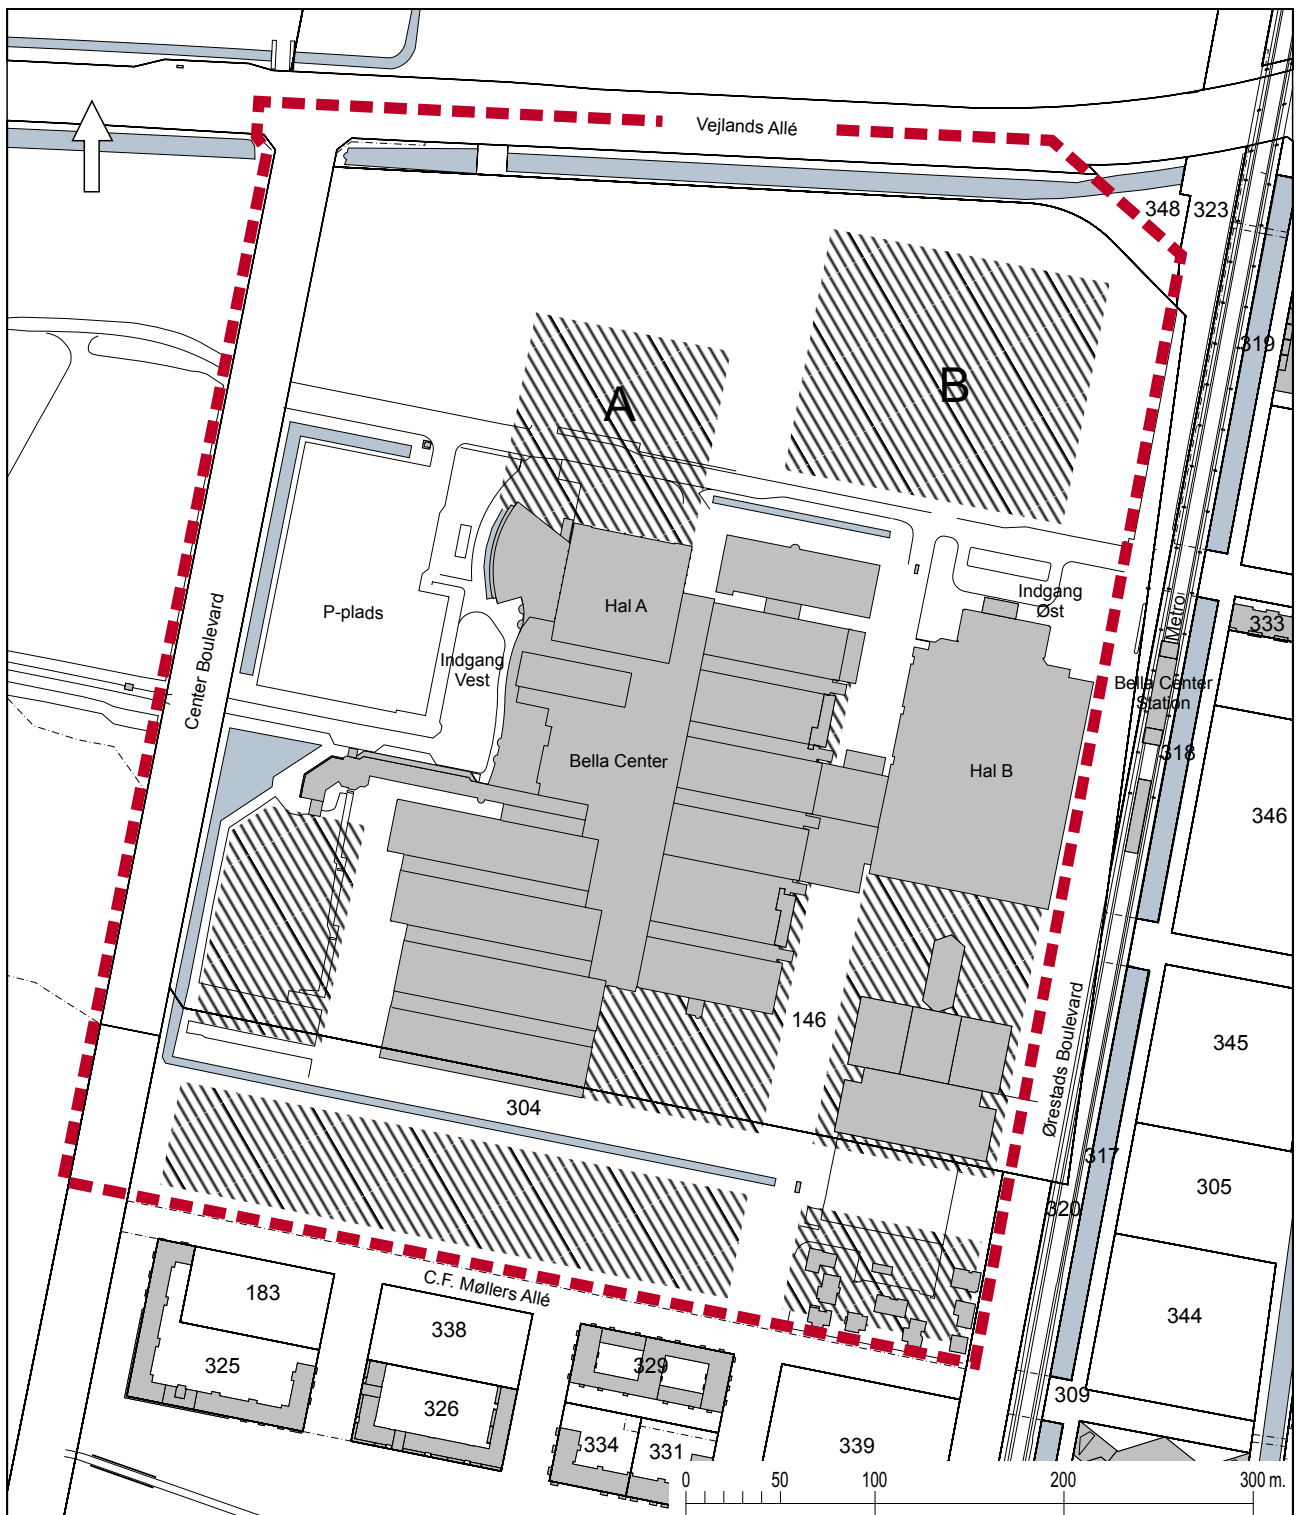 Vejlands Allé
348
323
319
A
B
Center Boulevard
P-plads
Hal A
Indgang
Øst
Metro
333
Indgang
Vest
Bella Center
Station
Bella Center
Hal B
318
346
146
Ørestads Boulevard
345
304
317
305
320
C.F. Møllers Allé
183
338
344
325
329
326
309
334
331
339
0 50 100 200 300 m.